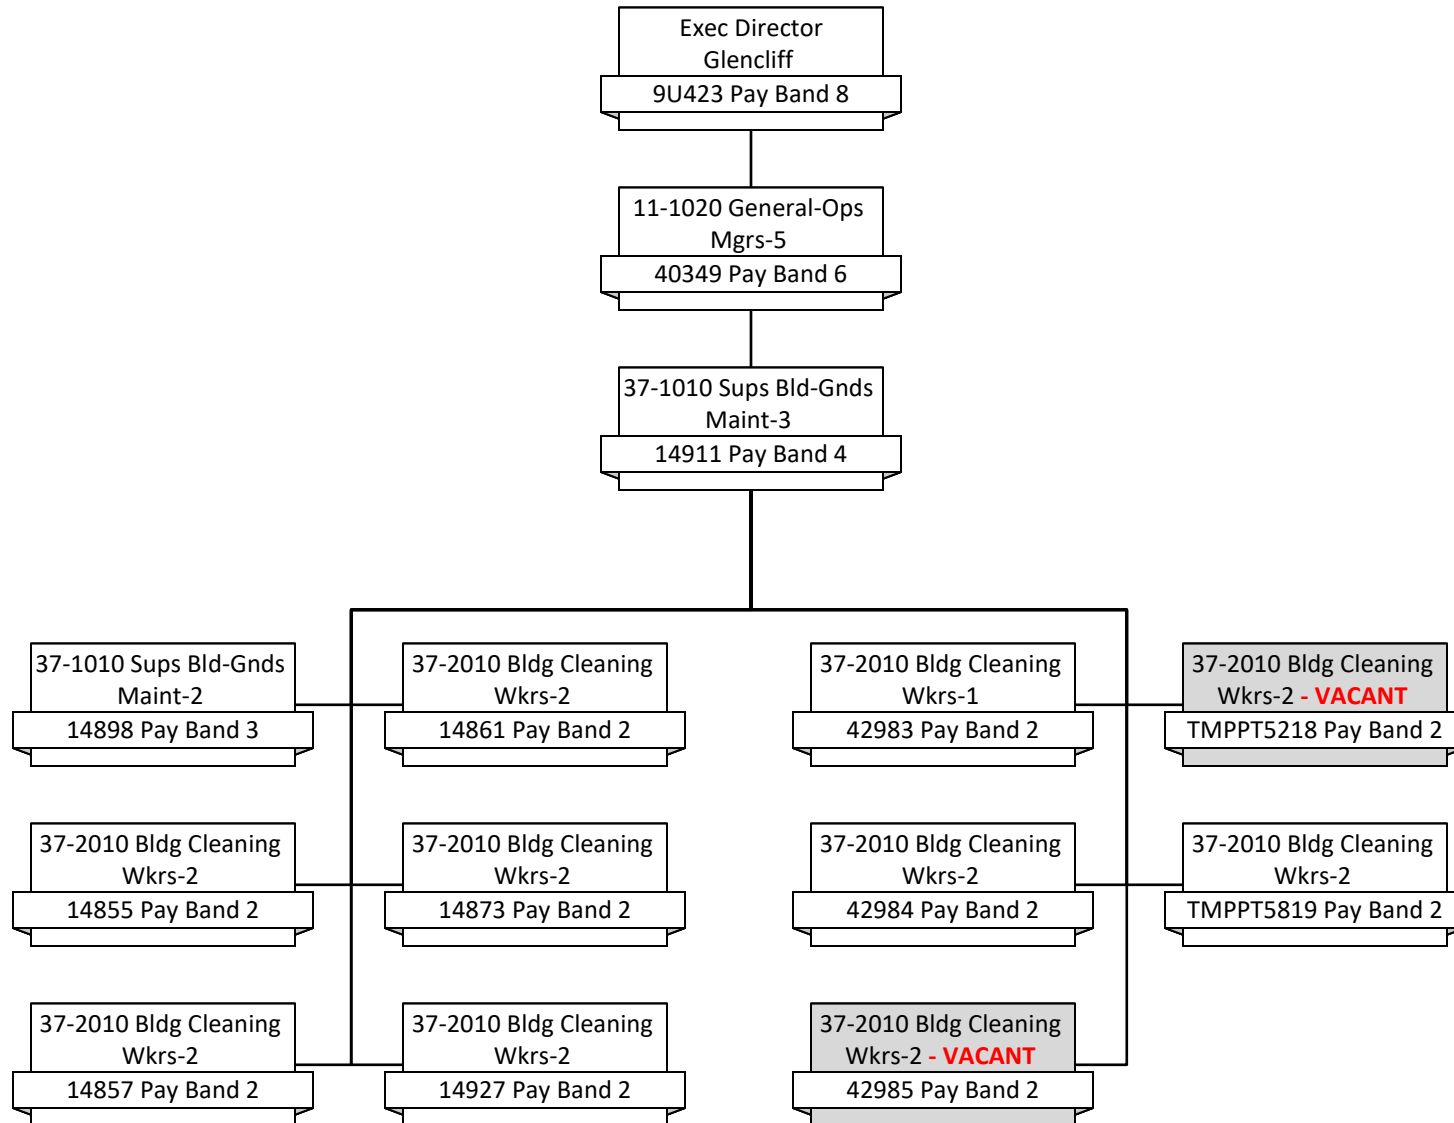 Exec Director
Glencliff
9U423 Pay Band 8
11-1020 General-Ops
Mgrs-5
40349 Pay Band 6
37-1010 Sups Bld-Gnds
Maint-3
14911 Pay Band 4
37-1010 Sups Bld-Gnds
Maint-2
14898 Pay Band 3
37-2010 Bldg Cleaning
Wkrs-2
14861 Pay Band 2
37-2010 Bldg Cleaning
Wkrs-1
42983 Pay Band 2
37-2010 Bldg Cleaning
Wkrs-2 - VACANT
TMPPT5218 Pay Band 2
37-2010 Bldg Cleaning
Wkrs-2
14855 Pay Band 2
37-2010 Bldg Cleaning
Wkrs-2
14873 Pay Band 2
37-2010 Bldg Cleaning
Wkrs-2
42984 Pay Band 2
37-2010 Bldg Cleaning
Wkrs-2
TMPPT5819 Pay Band 2
37-2010 Bldg Cleaning
Wkrs-2
14857 Pay Band 2
37-2010 Bldg Cleaning
Wkrs-2
14927 Pay Band 2
37-2010 Bldg Cleaning
Wkrs-2 - VACANT
42985 Pay Band 2